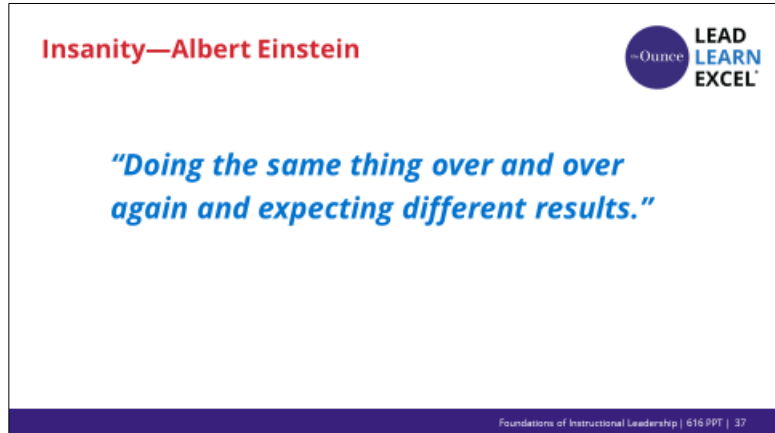 Insanity—Albert Einstein
the Ounce
LEAD
LEARN
EXCEL®
“Doing the same thing over and over
again and expecting different results.”
Foundations of Instructional Leadership | 616 PPT | 37